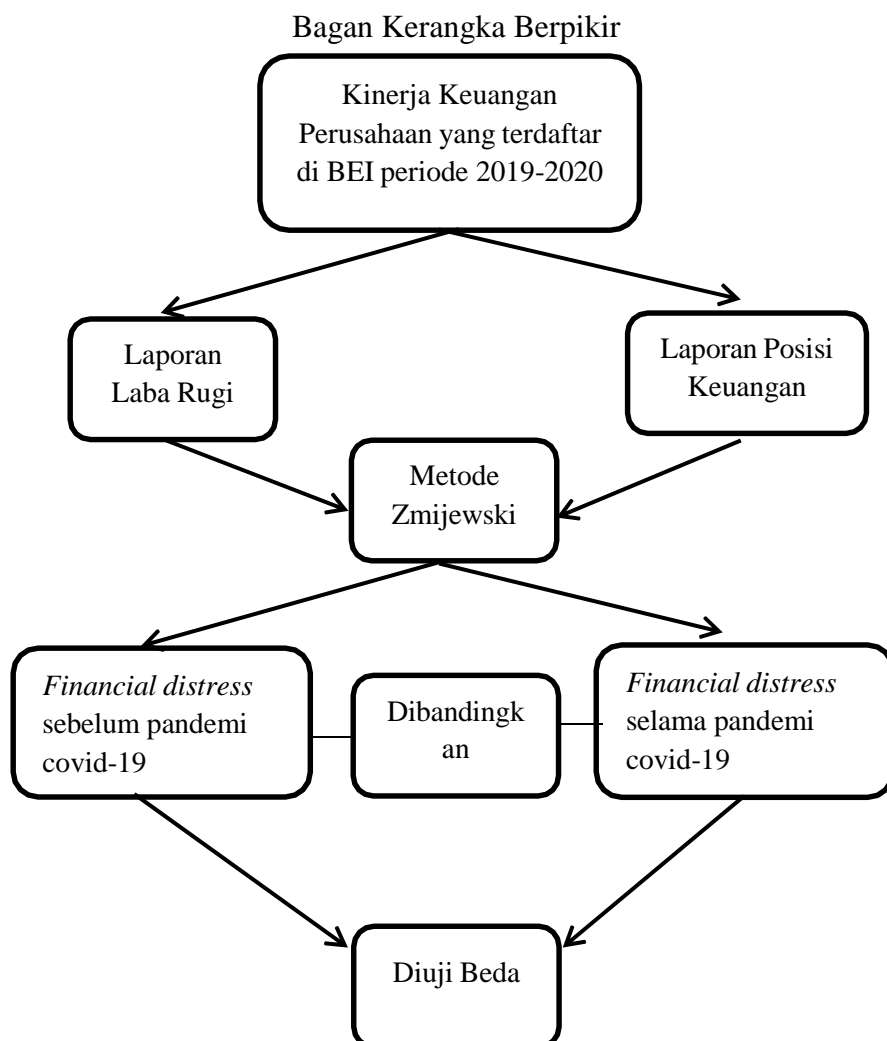 Bagan Kerangka Berpikir
Kinerja Keuangan
Perusahaan yang terdaftar
di BEI periode 2019-2020
Laporan
Laba Rugi
Laporan Posisi
Keuangan
Metode
Zmijewski
Financial distress
sebelum pandemi
covid-19
Dibandingk
an
Financial distress
selama pandemi
covid-19
Diuji Beda